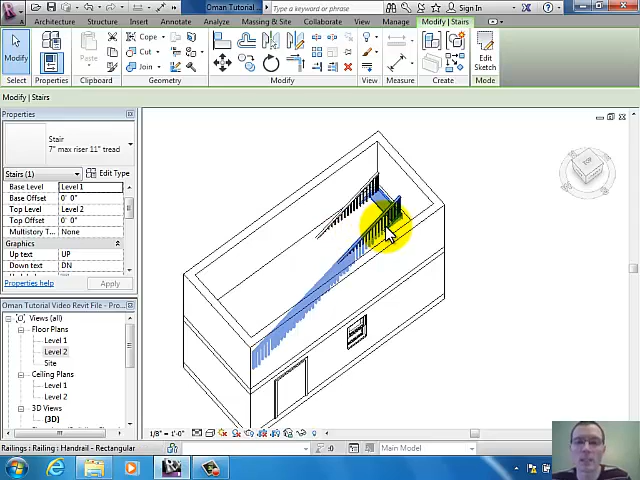 Oman Tutorial ...
Type a keyword or phrase
Sign In
Architecture Structure Insert Annotate Analyze Massing & Site Collaborate View Manage Add-Ins Modify | Stairs
Modify
Cope
Cut
Join
Paste
Edit
Sketch
Select Properties Clipboard Geometry Modify View Measure Create Mode
Modify | Stairs
Properties
Stair
7" max riser 11" tread
Stairs (1) Edit Type
Base Level Level 1
Base Offset 0' 0"
Top Level Level 2
Top Offset 0' 0"
Multistory T... None
Graphics
Up text UP
Down text DN
Properties help Apply
Oman Tutorial Video Revit File - Proj...
Views (all)
Floor Plans
Level 1
Level 2
Site
Ceiling Plans
Level 1
Level 2
3D Views
{3D}
TOP
1/8" = 1'-0"
Railings : Railing : Handrail - Rectangular
:0
Main Model